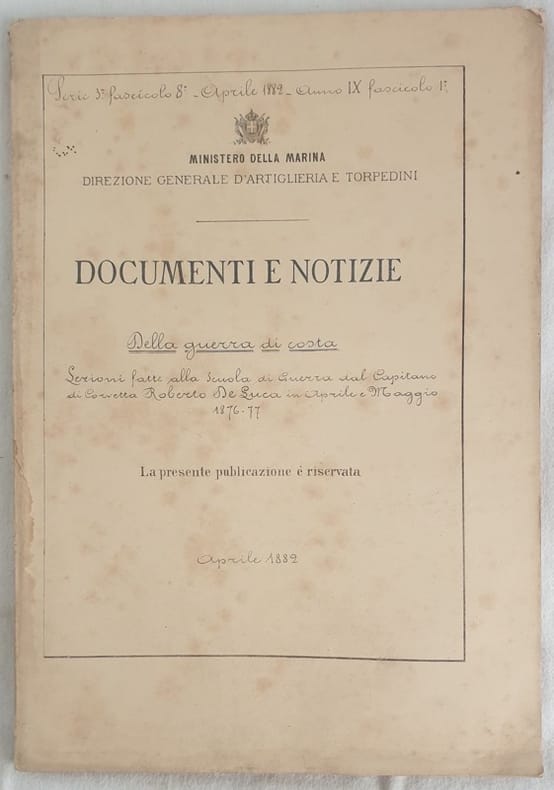 Serie 3ª fascicolo 8° - Aprile 1882 - Anno IX fascicolo 1°,
MINISTERO DELLA MARINA
DIREZIONE GENERALE D'ARTIGLIERIA E TORPEDINI
DOCUMENTI E NOTIZIE
Della guerra di costa
Lezioni fatte alla Scuola di Guerra dal Capitano
di Corvetta Roberto De Luca in Aprile e Maggio
1876-77
La presente publicazione é riservata
Aprile 1882